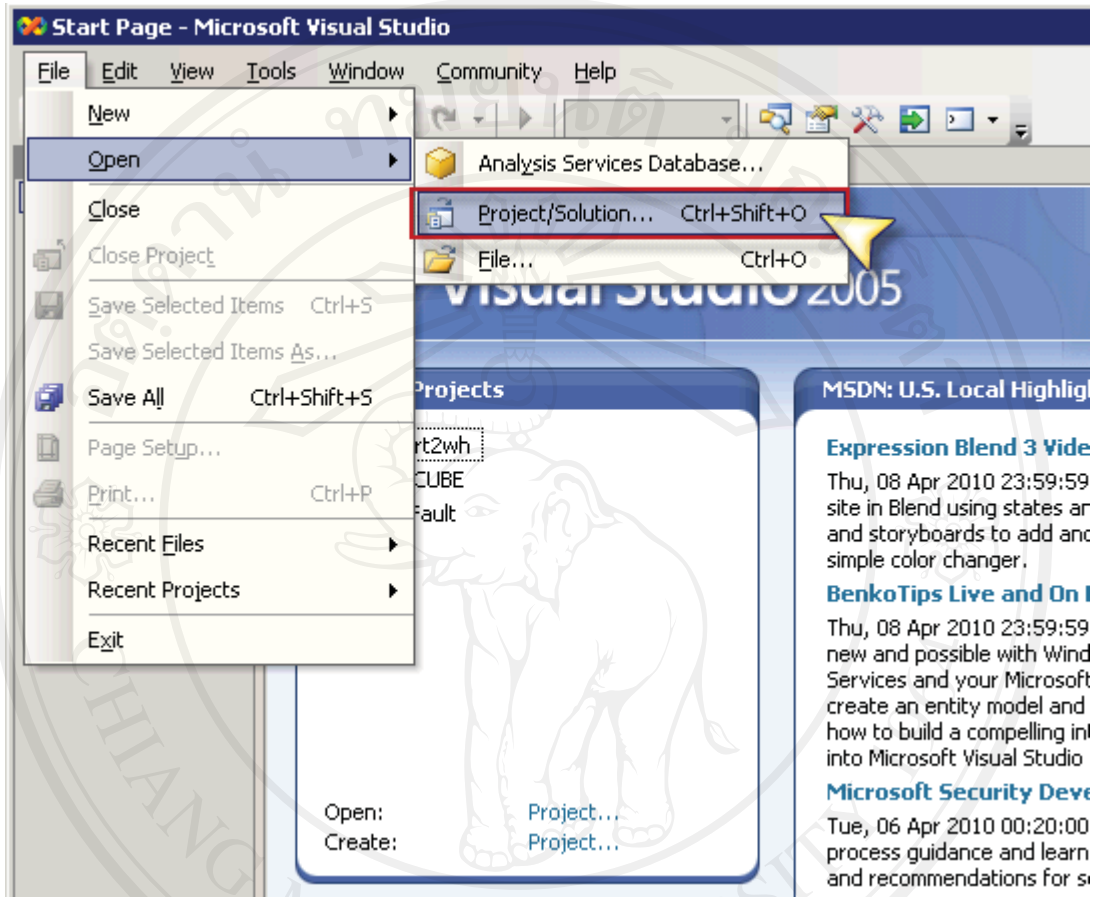 Start Page - Microsoft Visual Studio
File Edit View Tools Window Community Help
New
Open
Close
Close Project
Save Selected Items Ctrl+S
Save Selected Items As...
Save All Ctrl+Shift+S
Page Setup...
Print... Ctrl+P
Recent Files
Recent Projects
Exit
Analysis Services Database...
Project/Solution... Ctrl+Shift+O
File... Ctrl+O
Visual Studio 2005
Projects
rt2wh
CUBE
Fault
Open: Project...
Create: Project...
MSDN: U.S. Local Highlig
Expression Blend 3 Vide
Thu, 08 Apr 2010 23:59:59
site in Blend using states an
and storyboards to add and
simple color changer.
BenkoTips Live and On
Thu, 08 Apr 2010 23:59:59
new and possible with Wind
Services and your Microsoft
create an entity model and
how to build a compelling int
into Microsoft Visual Studio
Microsoft Security Deve
Tue, 06 Apr 2010 00:20:00
process guidance and learn
and recommendations for se
CHIANG